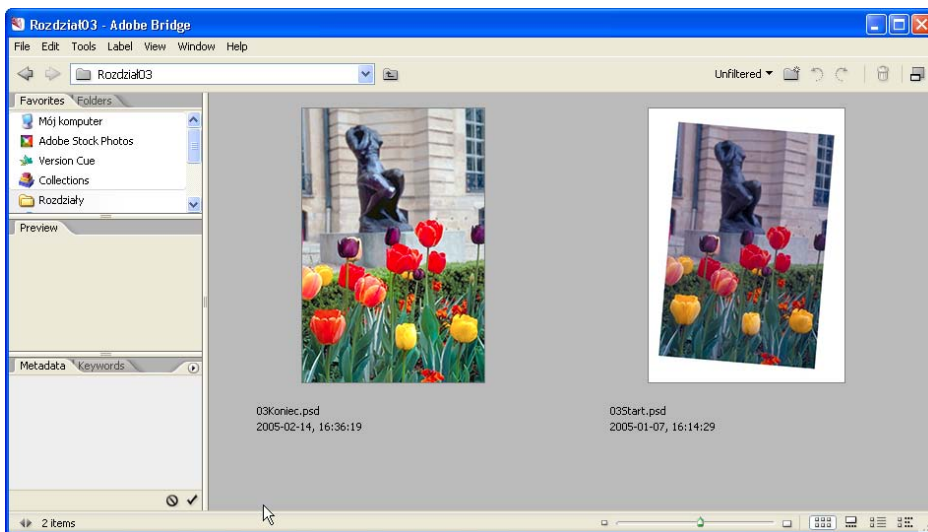 Rozdział03 - Adobe Bridge
File Edit Tools Label View Window Help
Rozdział03
Unfiltered
Favorites Folders
Mój komputer
Adobe Stock Photos
Version Cue
Collections
Rozdziały
Preview
Metadata Keywords
03Koniec.psd
2005-02-14, 16:36:19
03Start.psd
2005-01-07, 16:14:29
2 items